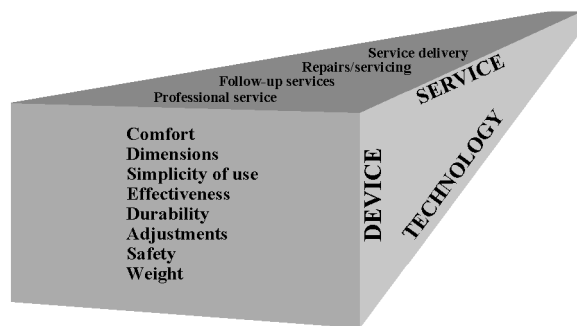 Service delivery
Repairs/servicing
Follow-up services
Professional service
SERVICE
Comfort
Dimensions
Simplicity of use
Effectiveness
Durability
Adjustments
Safety
Weight
DEVICE
TECHNOLOGY